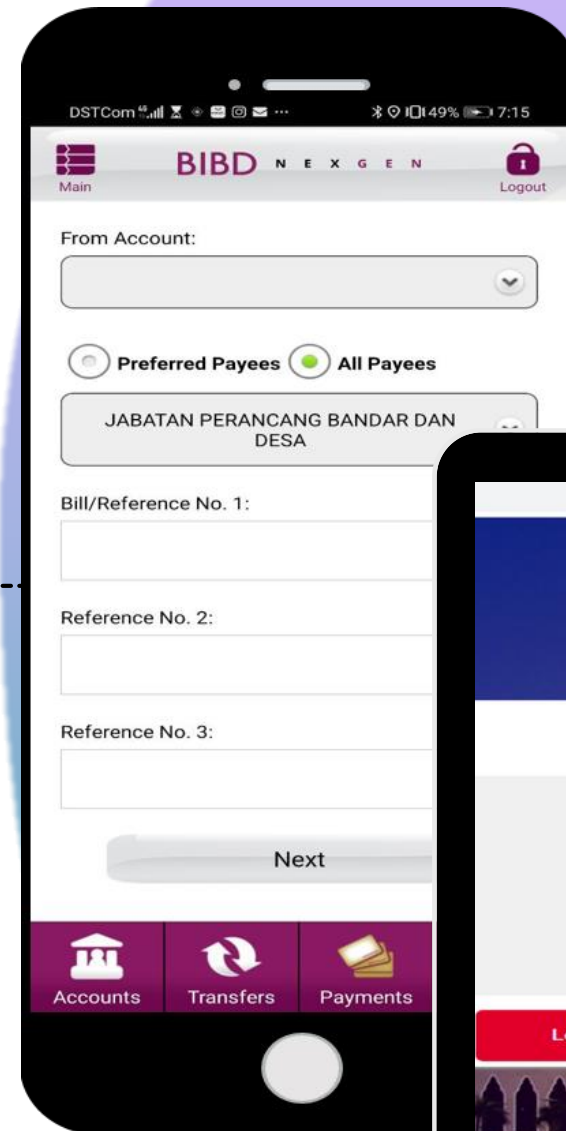 DSTCom 4G ... 49% 7:15
BIBD NEXGEN
Main
Logout
From Account:
Preferred Payees All Payees
JABATAN PERANCANG BANDAR DAN
DESA
Bill/Reference No. 1:
Reference No. 2:
Reference No. 3:
Next
Accounts Transfers Payments